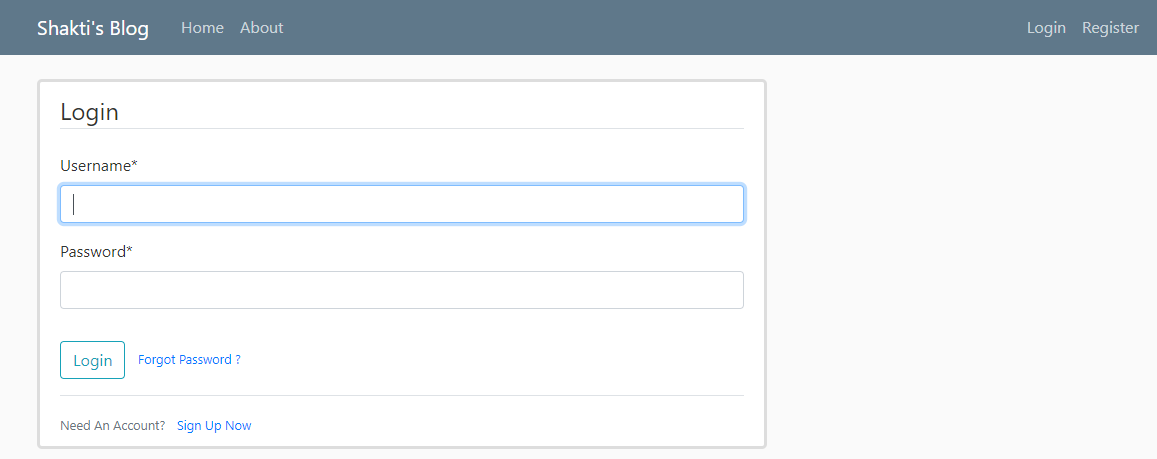 Shakti's Blog Home About Login Register
Login
Username*
Password*
Login Forgot Password ?
Need An Account? Sign Up Now